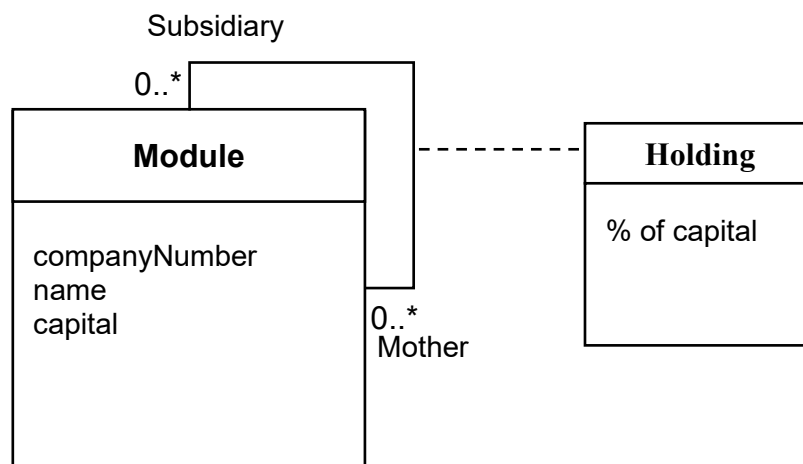 Subsidiary
0..*
Module
companyNumber
name
capital
0..*
Mother
Holding
% of capital